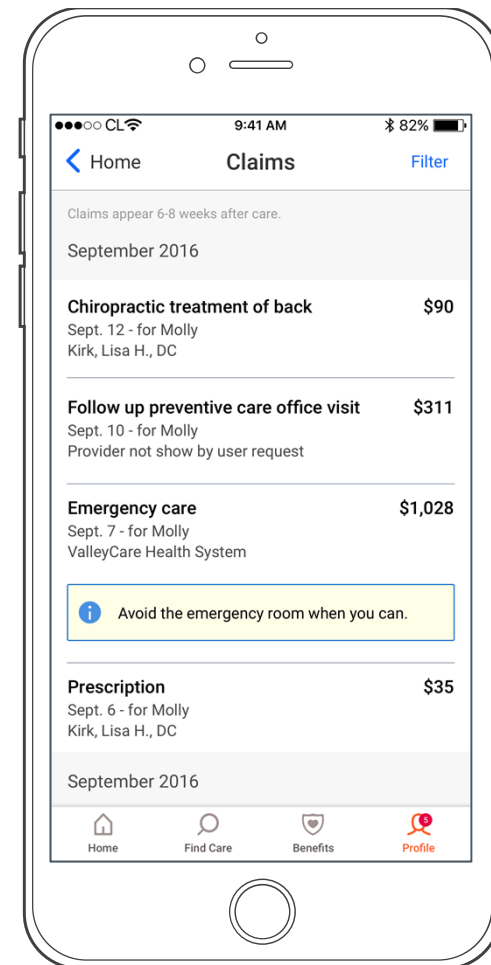 CL 9:41 AM 82%
Home Claims Filter
Claims appear 6-8 weeks after care.
September 2016
Chiropractic treatment of back $90
Sept. 12 - for Molly
Kirk, Lisa H., DC
Follow up preventive care office visit $311
Sept. 10 - for Molly
Provider not show by user request
Emergency care $1,028
Sept. 7 - for Molly
ValleyCare Health System
Avoid the emergency room when you can.
Prescription $35
Sept. 6 - for Molly
Kirk, Lisa H., DC
September 2016
5
Home Find Care Benefits Profile